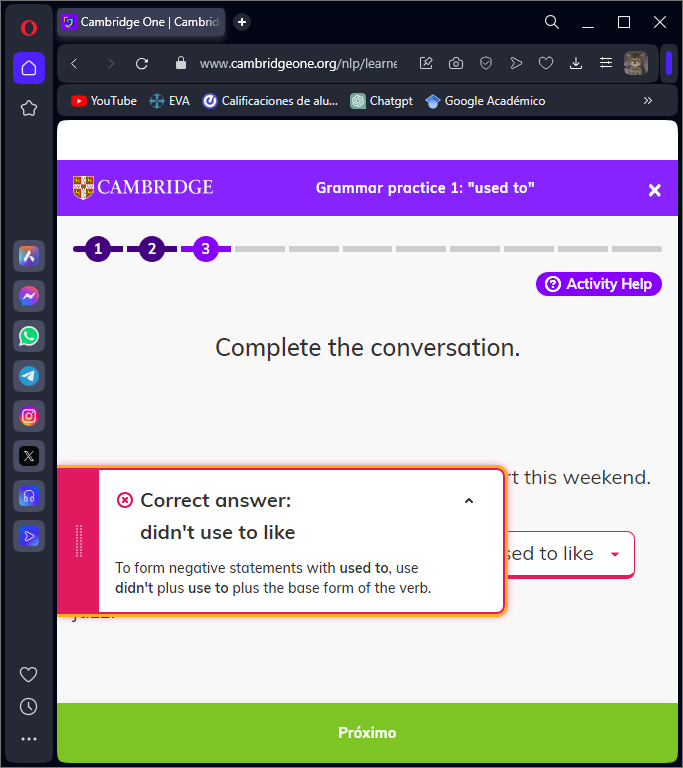 Cambridge One | Cambrid
www.cambridgeone.org/nlp/learne
YouTube
EVA
Calificaciones de alu...
Chatgpt
Google Académico
CAMBRIDGE
Grammar practice 1: "used to"
1
2
3
Activity Help
Complete the conversation.
this weekend.
Correct answer:
didn't use to like
To form negative statements with used to, use
didn't plus use to plus the base form of the verb.
to like
Próximo